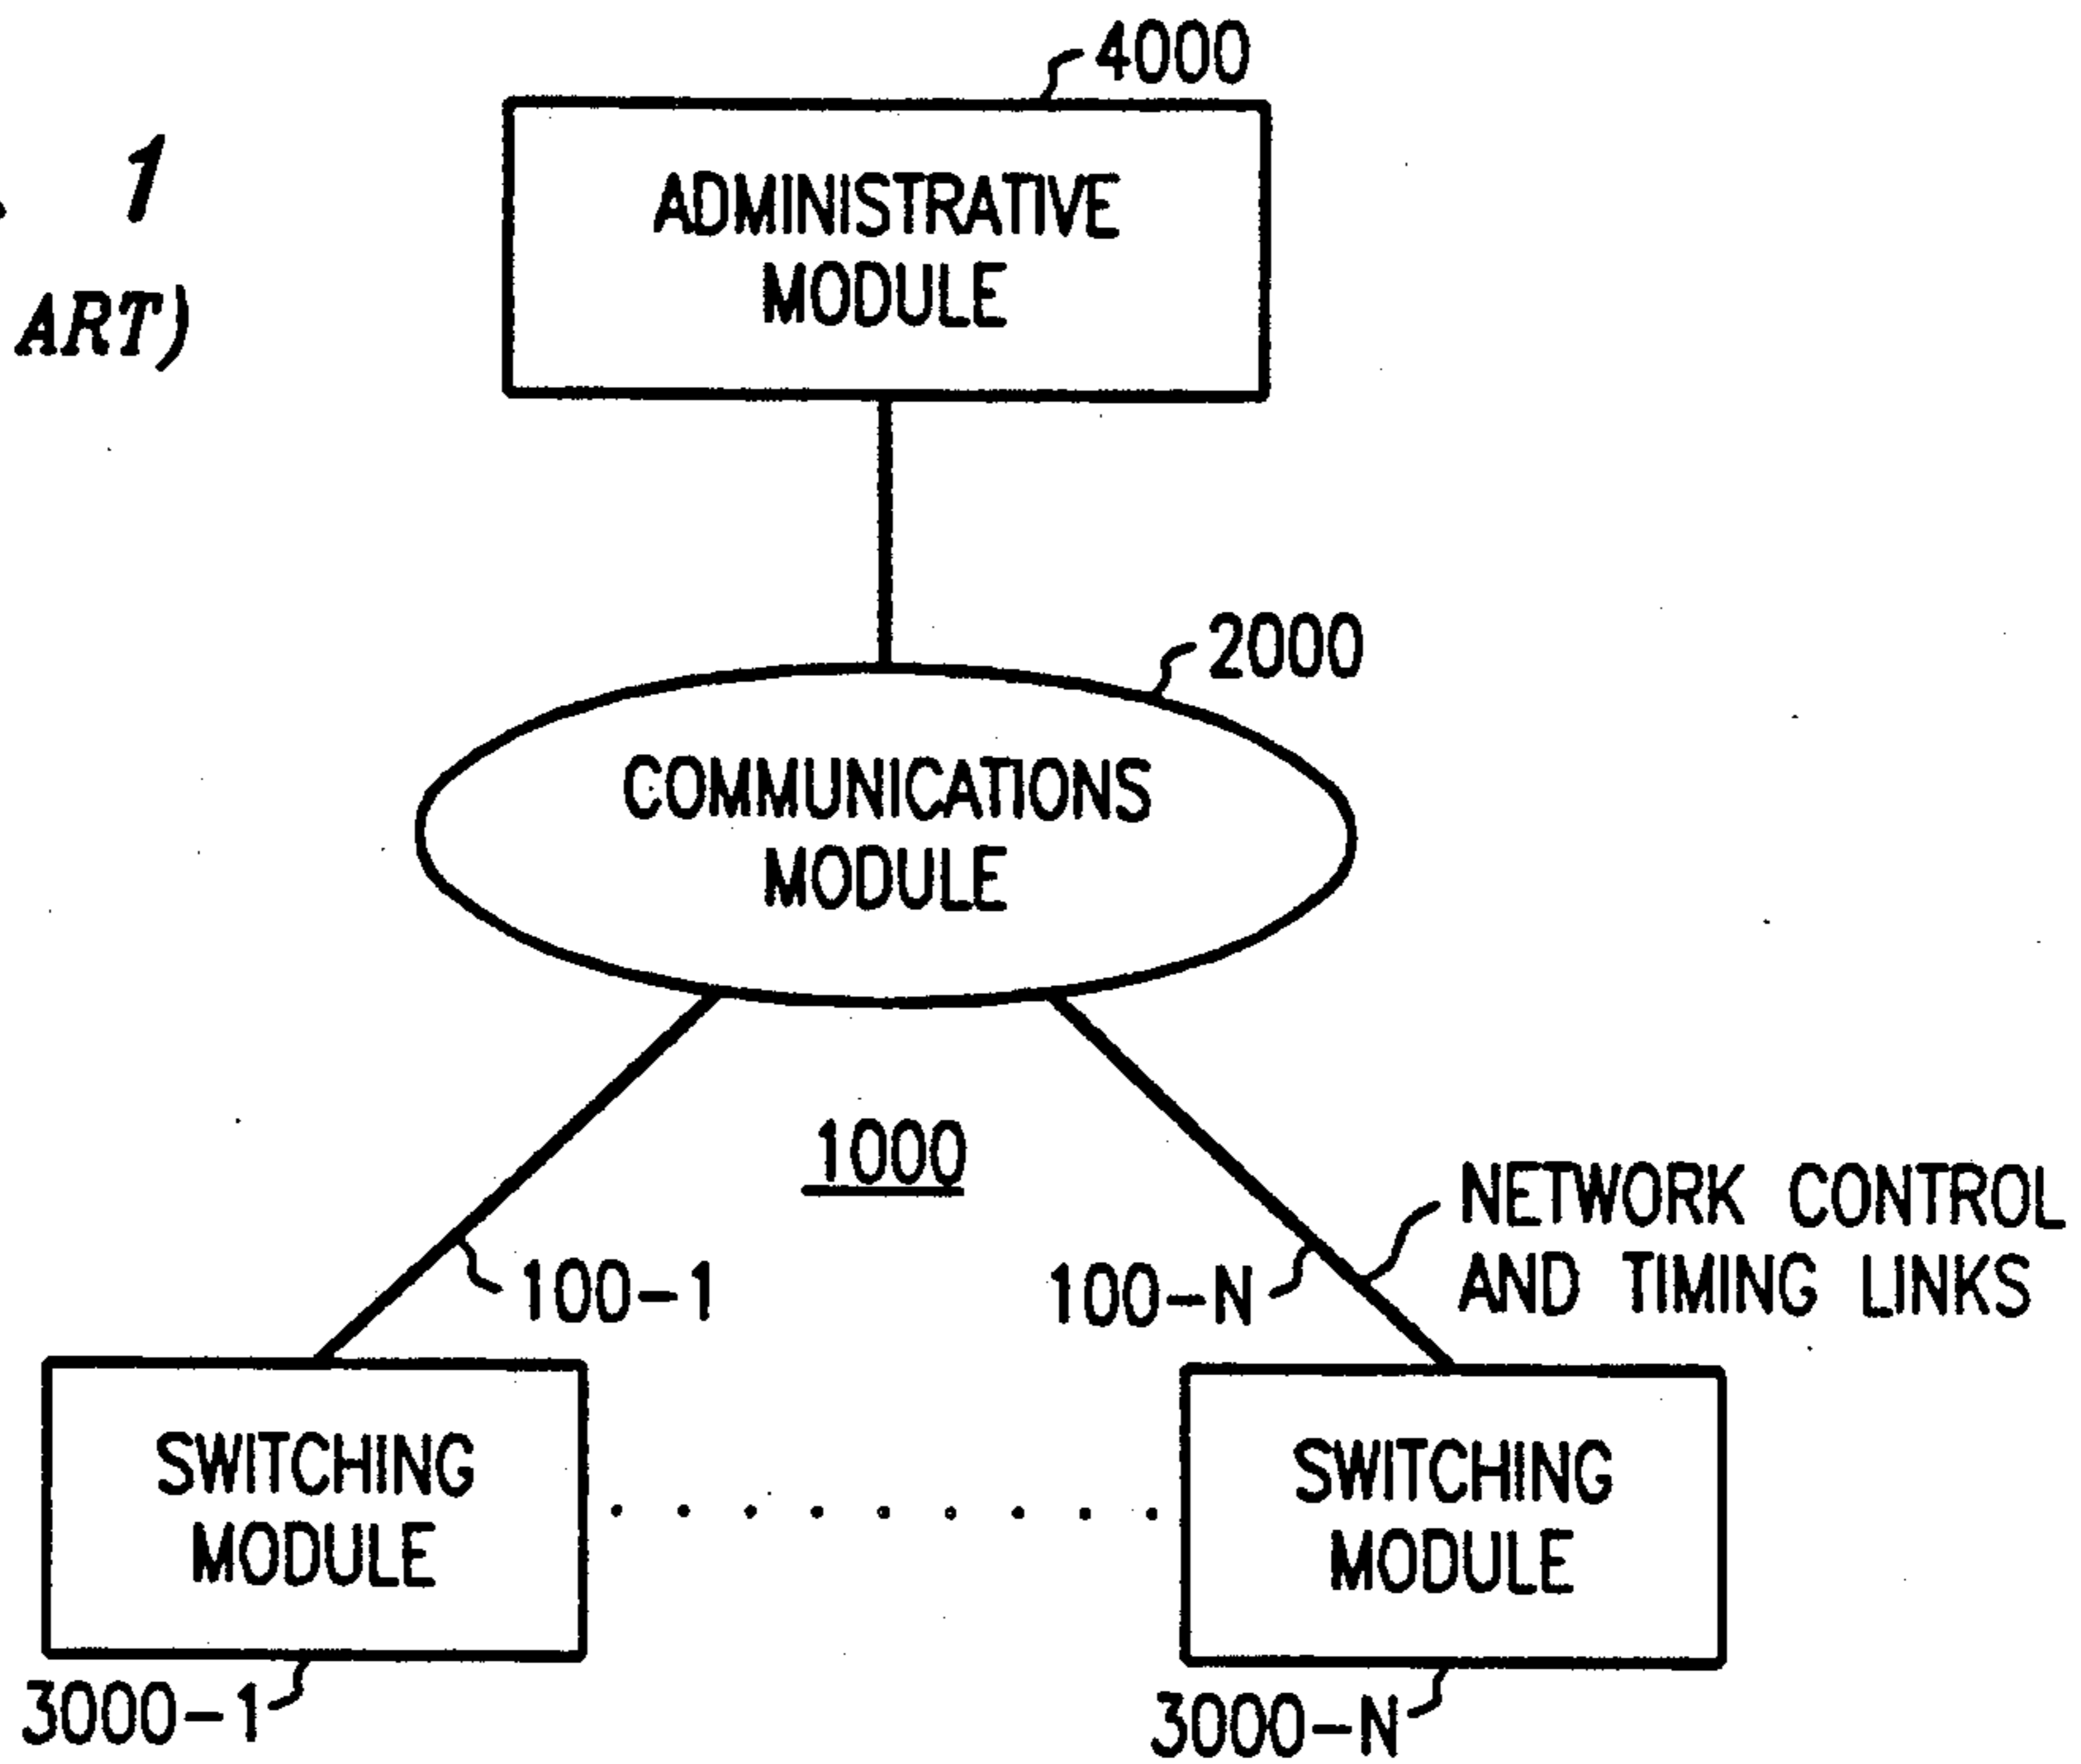 4000
1
ART)
ADMINISTRATIVE
MODULE
2000
COMMUNICATIONS
MODULE
1000
NETWORK CONTROL
AND TIMING LINKS
100-1
100-N
SWITCHING
MODULE
SWITCHING
MODULE
3000-1
3000-N